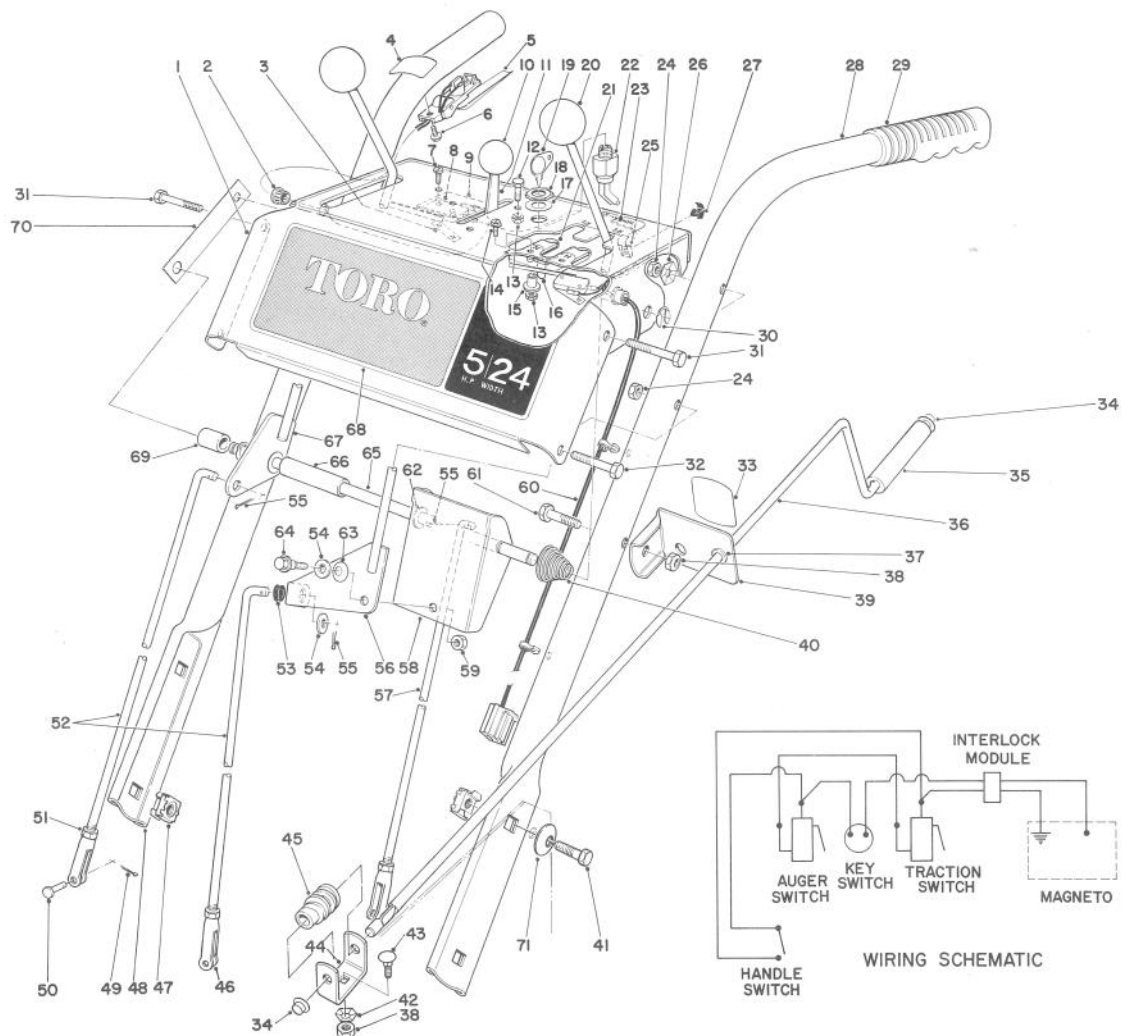 4
5
1 2 3
10 11 19 20 22 21
24 26 27
28 29
23
6
12
25
7 8 9
18
17
31
70
14 13
16
15
13
TORO
30
5/24
H.P. WIDTH
31
24
34
67
69
66
65
62 55 61
60
32
33
35
55
36
64 54 63
37
38
39
40
53
54 55 56 58
59
57
52
INTERLOCK
MODULE
51
47
45
AUGER
SWITCH
KEY
SWITCH
TRACTION
SWITCH
MAGNETO
43
71 41
44
50 49 48
46
42
34
38
HANDLE
SWITCH
WIRING SCHEMATIC
68